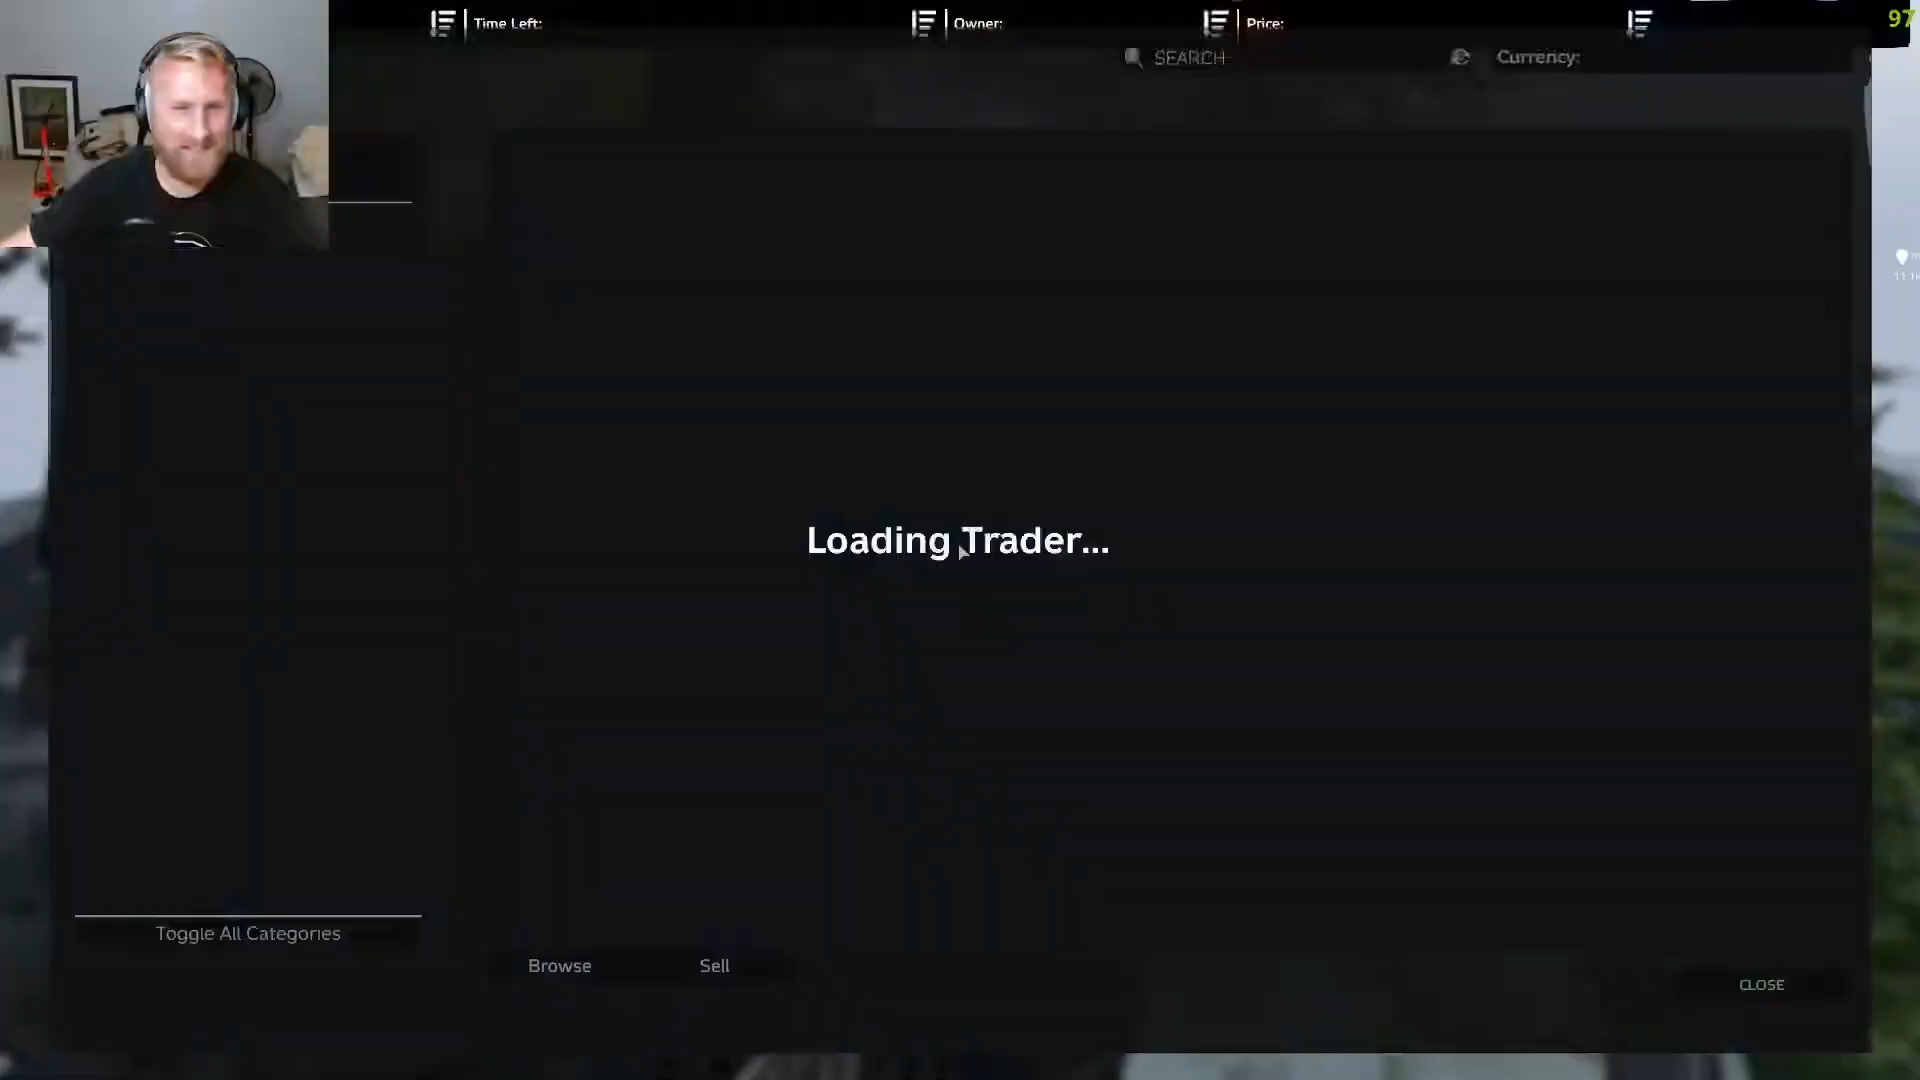 Time Left:
Owner:
Price:
97
SEARCH
Currency:
Loading Trader...
Toggle All Categories
Browse
Sell
CLOSE